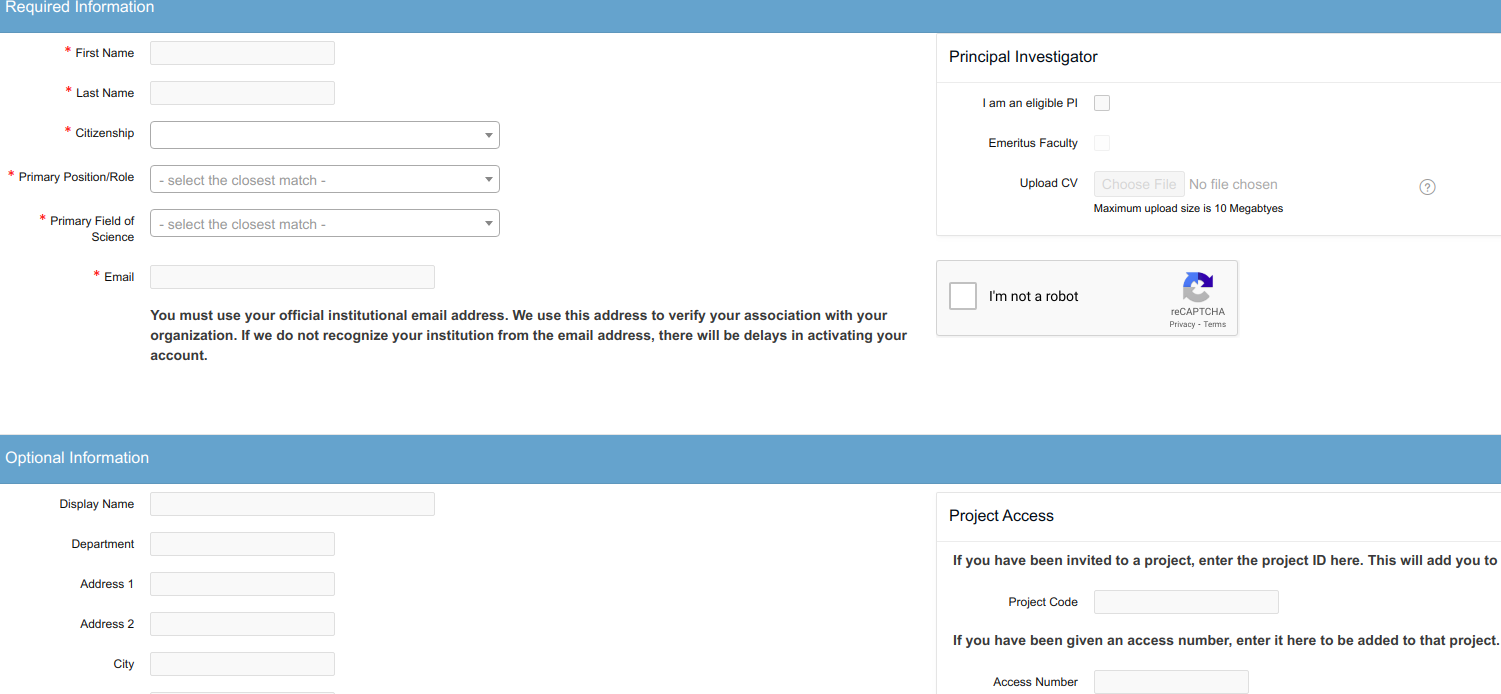 Required Information
* First Name
* Last Name
* Citizenship
* Primary Position/Role
- select the closest match -
* Primary Field of
Science
- select the closest match -
* Email
You must use your official institutional email address. We use this address to verify your association with your
organization. If we do not recognize your institution from the email address, there will be delays in activating your
account.
Principal Investigator
I am an eligible PI
Emeritus Faculty
Upload CV
Choose File No file chosen
?
Maximum upload size is 10 Megabtyes
I'm not a robot
reCAPTCHA
Privacy - Terms
Optional Information
Display Name
Department
Address 1
Address 2
City
Project Access
If you have been invited to a project, enter the project ID here. This will add you to
Project Code
If you have been given an access number, enter it here to be added to that project.
Access Number